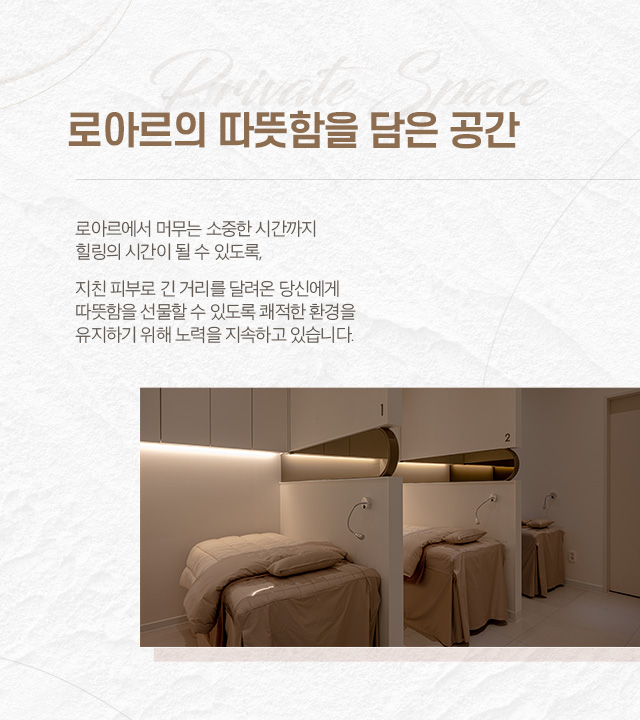 Private Space
로아르의 따뜻함을 담은 공간
로아르에서 머무는 소중한 시간까지
힐링의 시간이 될 수 있도록,
지친 피부로 긴 거리를 달려온 당신에게
따뜻함을 선물할 수 있도록 쾌적한 환경을
유지하기 위해 노력을 지속하고 있습니다.
1
2